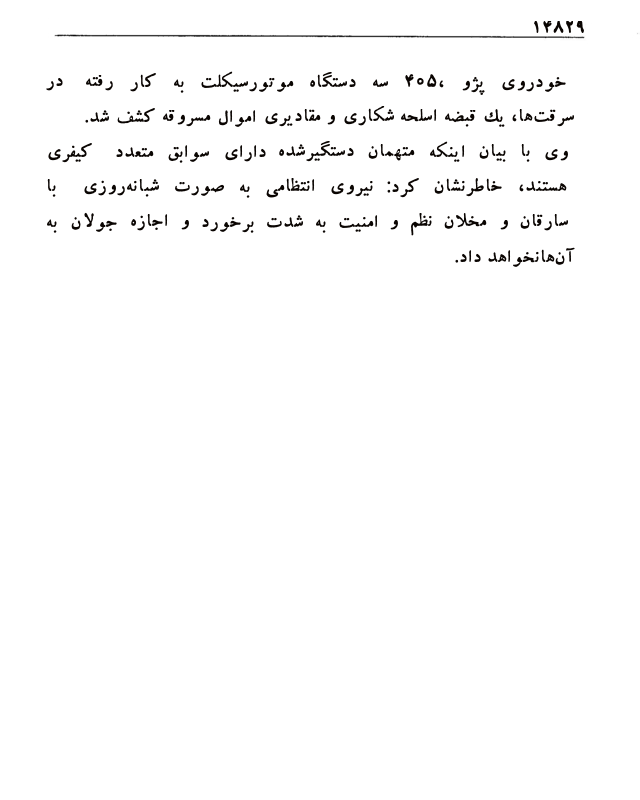 ۱۴۸۲۹
خودروی پژو ،۴۰۵ سه دستگاه موتورسیکلت به کار رفته در
سرقت‌ها، یك قبضه اسلحه شکاری و مقادیری اموال مسروقه کشف شد.
وی با بیان اینکه متهمان دستگیرشده دارای سوابق متعدد کیفری
هستند، خاطرنشان کرد: نیروی انتظامی به صورت شبانه‌روزی با
سارقان و مخلان نظم و امنیت به شدت برخورد و اجازه جولان به
آن‌هانخواهد داد.